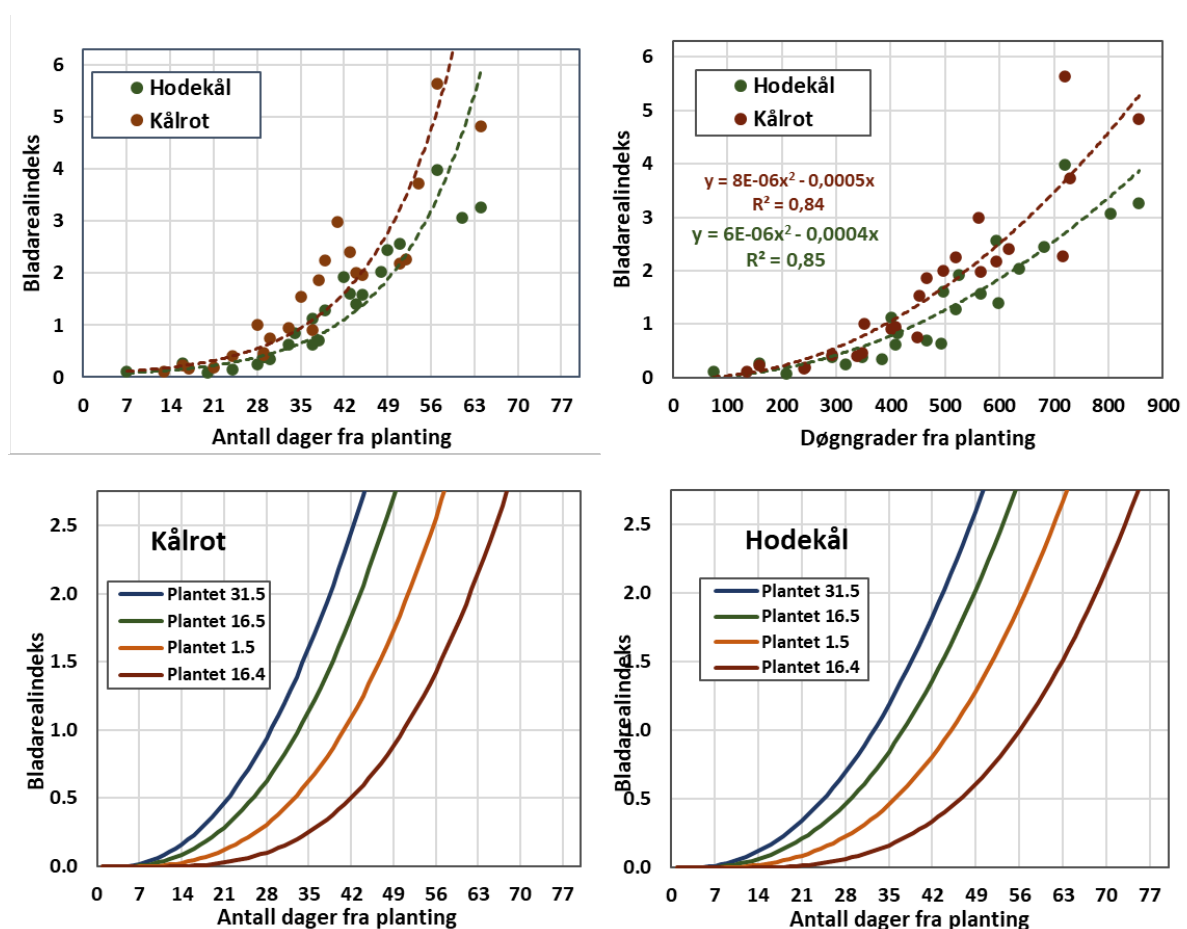 Bladarealindeks
6
5
4
3
2
1
0
Hodekål
Kålrot
0 7 14 21 28 35 42 49 56 63 70 77
Antall dager fra planting
Bladarealindeks
6
5
4
3
2
1
0
Hodekål
Kålrot
y = 8E-06x² - 0,0005x
R² = 0,84
y = 6E-06x² - 0,0004x
R² = 0,85
0 100 200 300 400 500 600 700 800 900
Døgngrader fra planting
Bladarealindeks
2.5
2.0
1.5
1.0
0.5
0.0
Kålrot
Plantet 31.5
Plantet 16.5
Plantet 1.5
Plantet 16.4
0 7 14 21 28 35 42 49 56 63 70 77
Antall dager fra planting
Bladarealindeks
2.5
2.0
1.5
1.0
0.5
0.0
Hodekål
Plantet 31.5
Plantet 16.5
Plantet 1.5
Plantet 16.4
0 7 14 21 28 35 42 49 56 63 70 77
Antall dager fra planting